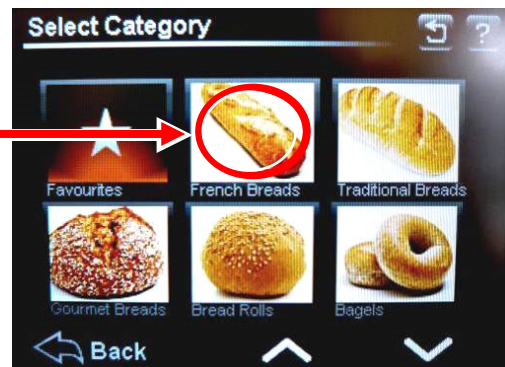 Select Category
?
Favourites French Breads Traditional Breads
Gourmet Breads Bread Rolls Bagels
Back